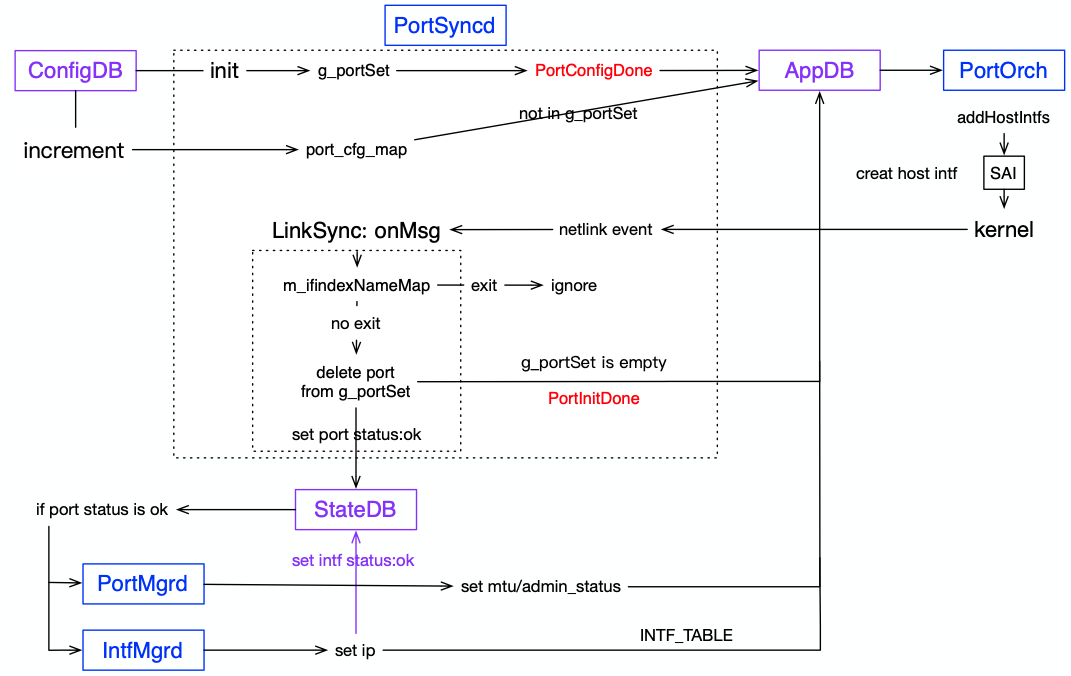 PortSyncd
ConfigDB
init
g_portSet
PortConfigDone
AppDB
PortOrch
not in g_portSet
addHostIntfs
increment
port_cfg_map
creat host intf
SAI
LinkSync: onMsg
netlink event
kernel
m_ifindexNameMap
exit
ignore
no exit
delete port
from g_portSet
g_portSet is empty
PortInitDone
set port status:ok
if port status is ok
StateDB
set intf status:ok
PortMgrd
set mtu/admin_status
IntfMgrd
set ip
INTF_TABLE